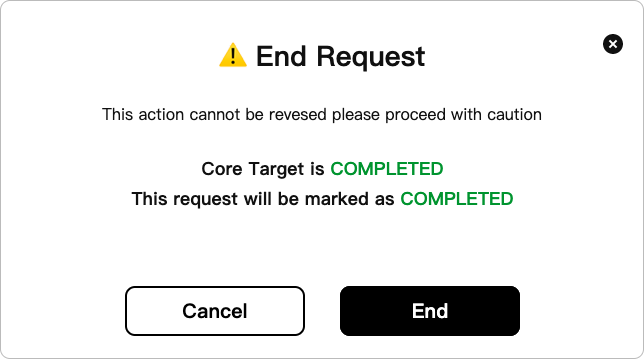 End Request
This action cannot be revesed please proceed with caution
Core Target is COMPLETED
This request will be marked as COMPLETED
Cancel
End